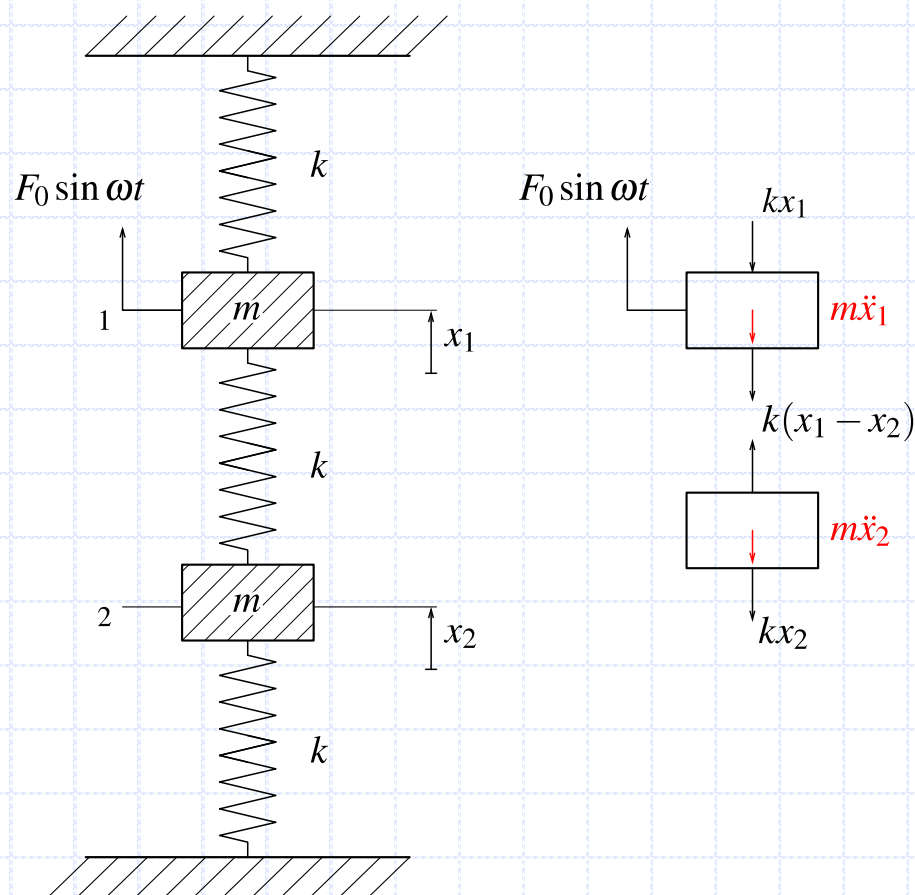 k
F₀ sin ωt
m
1
x₁
k
m
2
x₂
k
F₀ sin ωt
kx₁
mẍ₁
k(x₁ − x₂)
mẍ₂
kx₂